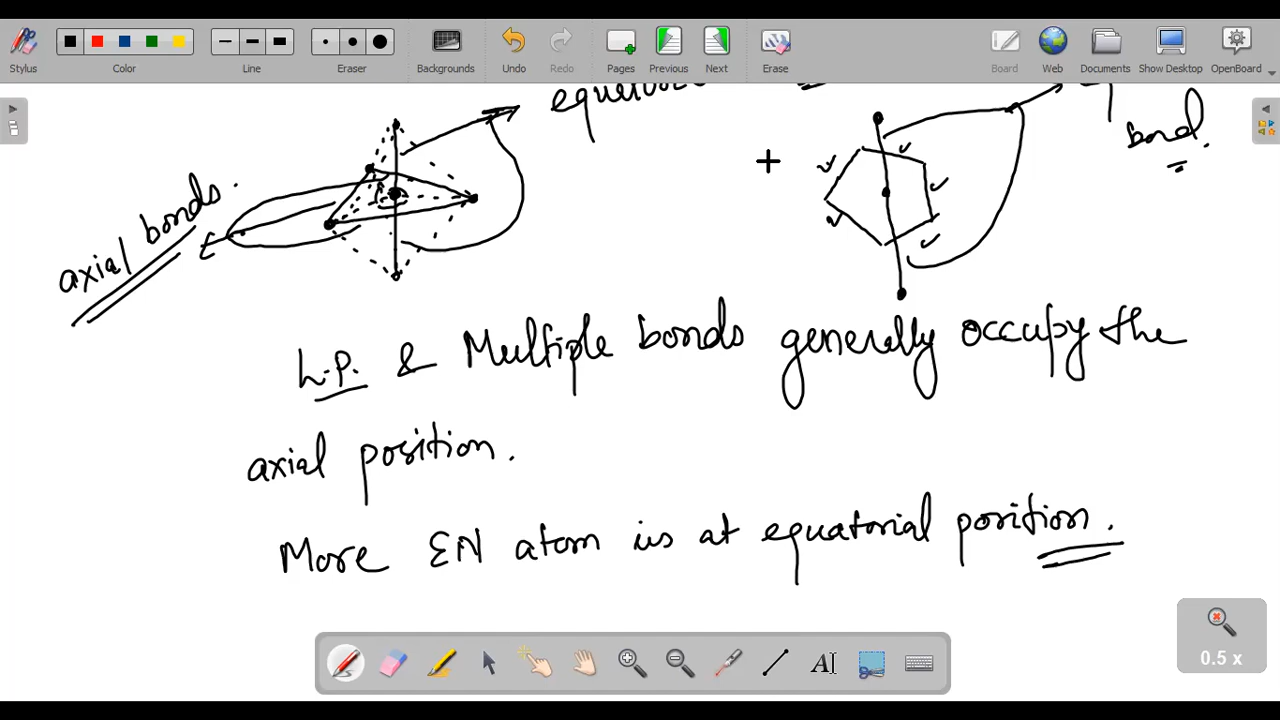 Stylus
Color
Line
Eraser
Backgrounds
Undo
Redo
Pages
Previous
Next
Erase
Board
Web
Documents
Show Desktop
OpenBoard
bond.
axial bonds.
+
L.P. & Multiple bonds generally occupy the
axial position.
More EN atom is at equatorial position.
0.5 x